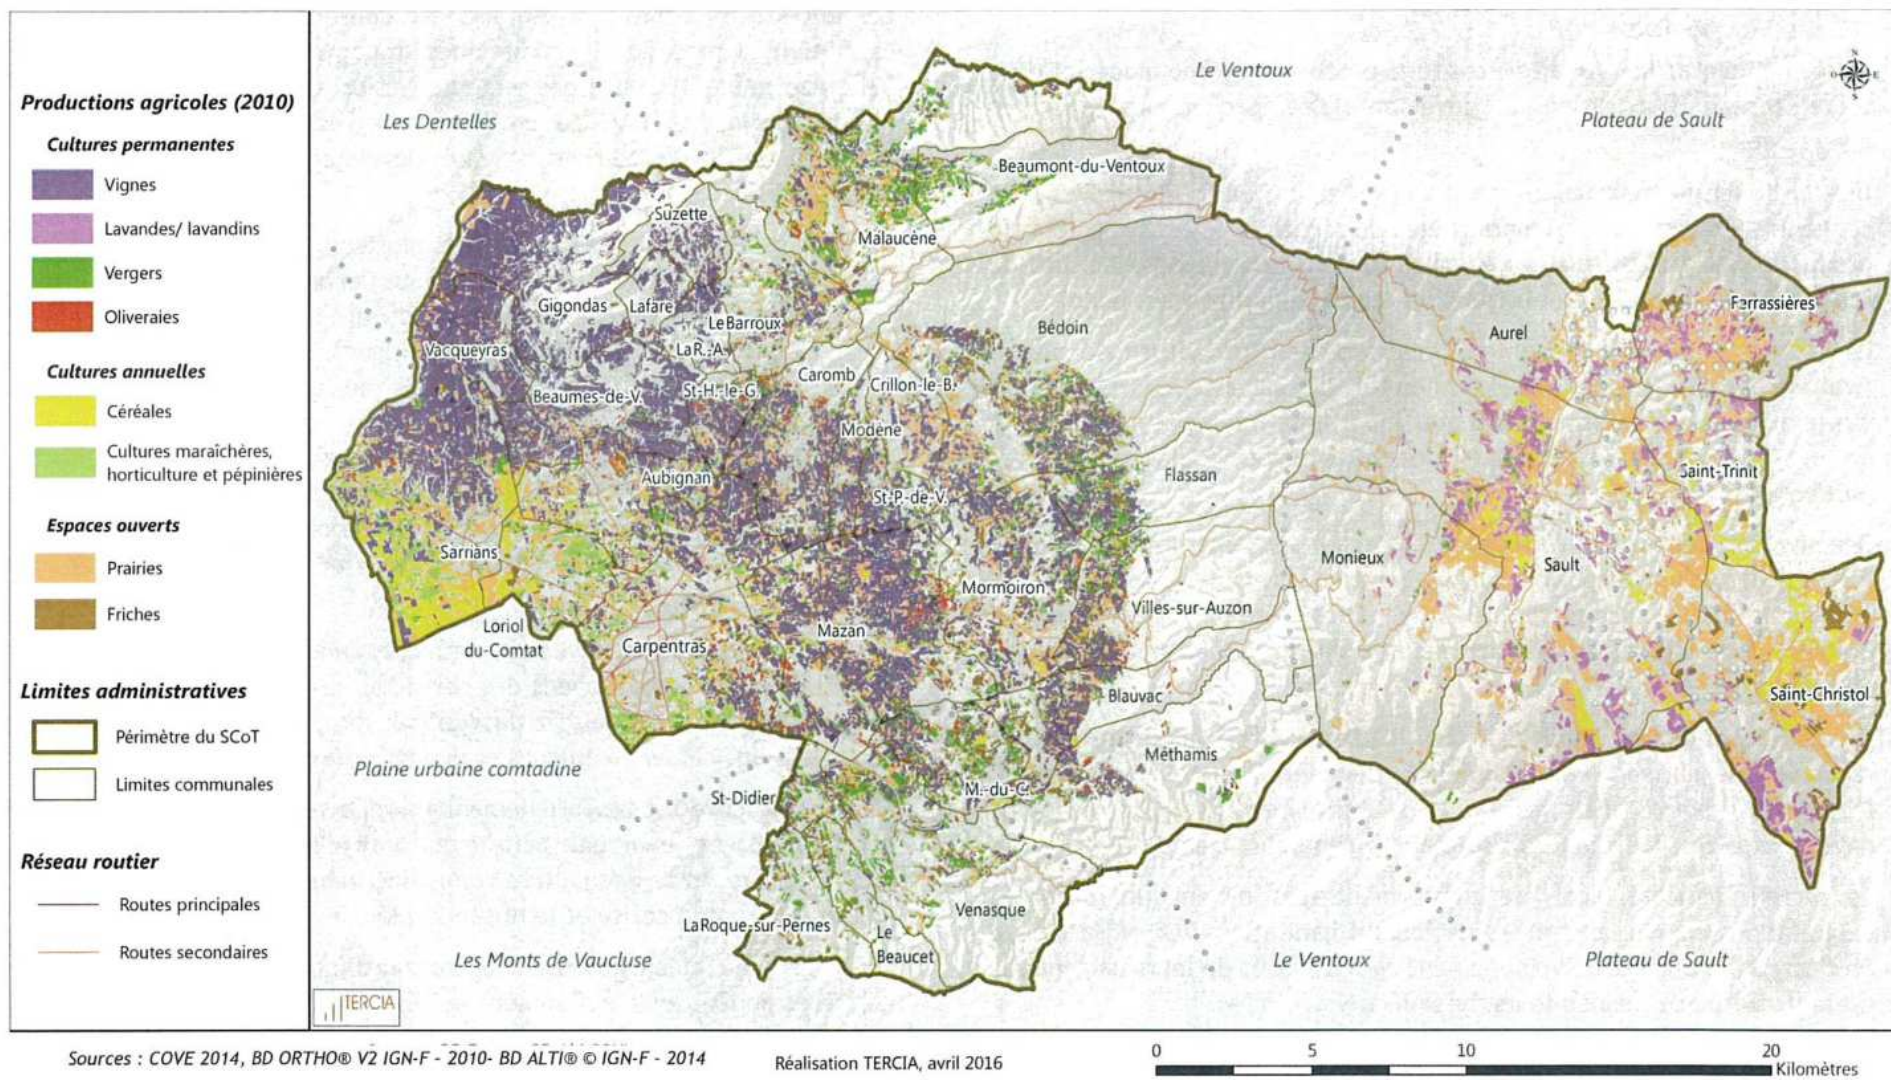 Productions agricoles (2010)
Cultures permanentes
Vignes
Lavandes/ lavandins
Vergers
Oliveraies
Cultures annuelles
Céréales
Cultures maraîchères,
horticulture et pépinières
Espaces ouverts
Prairies
Friches
Limites administratives
Périmètre du SCoT
Limites communales
Réseau routier
Routes principales
Routes secondaires
Le Ventoux
Les Dentelles
Plateau de Sault
Beaumont-du-Ventoux
Suzette
Malaucène
Gigondas
Lafare
Le Barroux
Bédoin
Aurel
Ferrassières
Vacqueyras
La R.-A.
Caromb
Crillon-le-B.
Beaumes-de-V.
St-H.-le-G.
Modène
Aubignan
St-P.-de-V.
Flassan
Saint-Trinit
Sarrians
Mormoiron
Monieux
Sault
Villes-sur-Auzon
Loriol
du-Comtat
Carpentras
Mazan
Blauvac
Saint-Christol
Plaine urbaine comtadine
Méthamis
St-Didier
M.-du-C.
La Roque-sur-Pernes
Le
Beaucet
Venasque
Les Monts de Vaucluse
Le Ventoux
Plateau de Sault
TERCIA
Sources : COVE 2014, BD ORTHO® V2 IGN-F - 2010- BD ALTI® © IGN-F - 2014
Réalisation TERCIA, avril 2016
0 5 10 20
Kilomètres